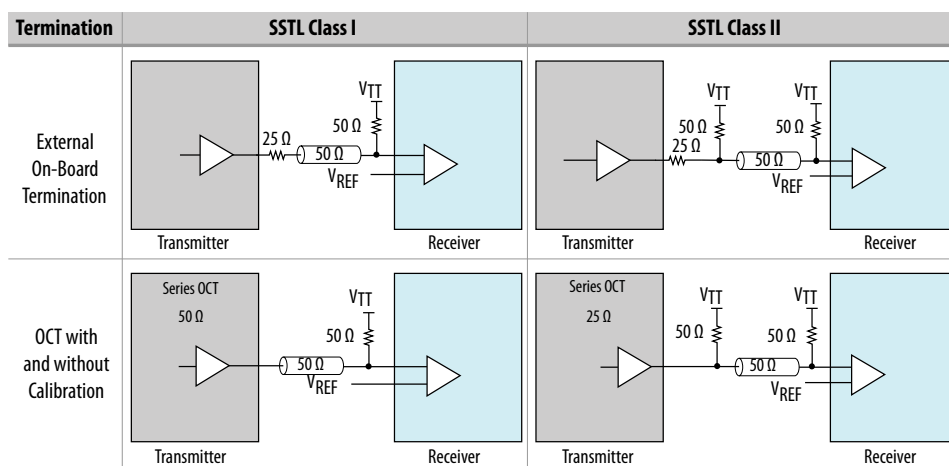 Termination SSTL Class I SSTL Class II
External
On-Board
Termination
VTT
50 Ω
25 Ω
50 Ω
VREF
Transmitter Receiver
VTT VTT
50 Ω 50 Ω
25 Ω
50 Ω
VREF
Transmitter Receiver
OCT with
and without
Calibration
Series OCT
50 Ω
VTT
50 Ω
50 Ω
VREF
Transmitter Receiver
Series OCT
25 Ω
VTT VTT
50 Ω 50 Ω
50 Ω
VREF
Transmitter Receiver